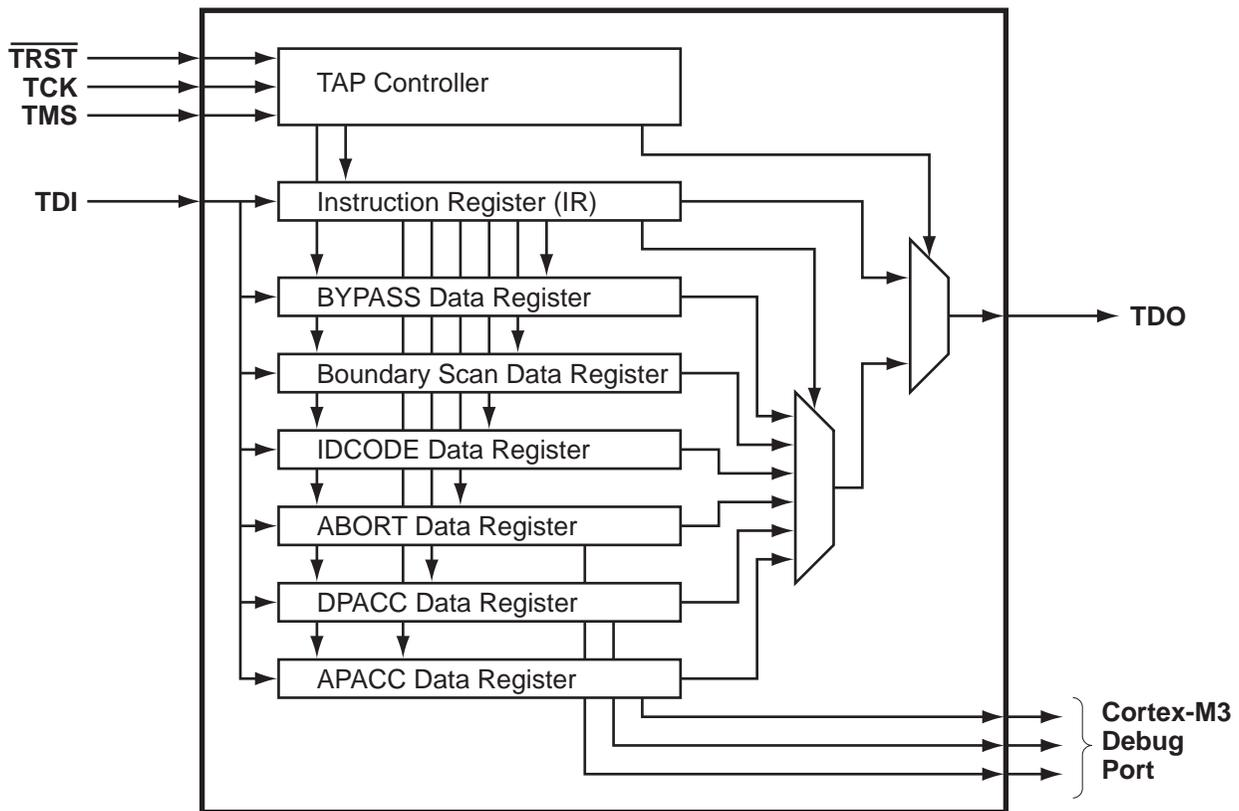 TRST
TCK
TMS
TDI
TAP Controller
Instruction Register (IR)
BYPASS Data Register
Boundary Scan Data Register
IDCODE Data Register
ABORT Data Register
DPACC Data Register
APACC Data Register
TDO
Cortex-M3
Debug
Port